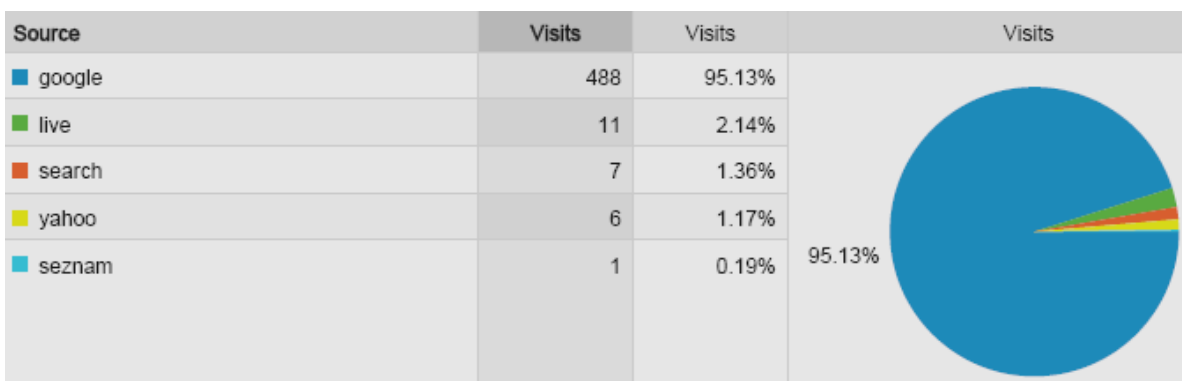 Source Visits Visits Visits
google 488 95.13%
live 11 2.14%
search 7 1.36%
yahoo 6 1.17%
seznam 1 0.19%
95.13%